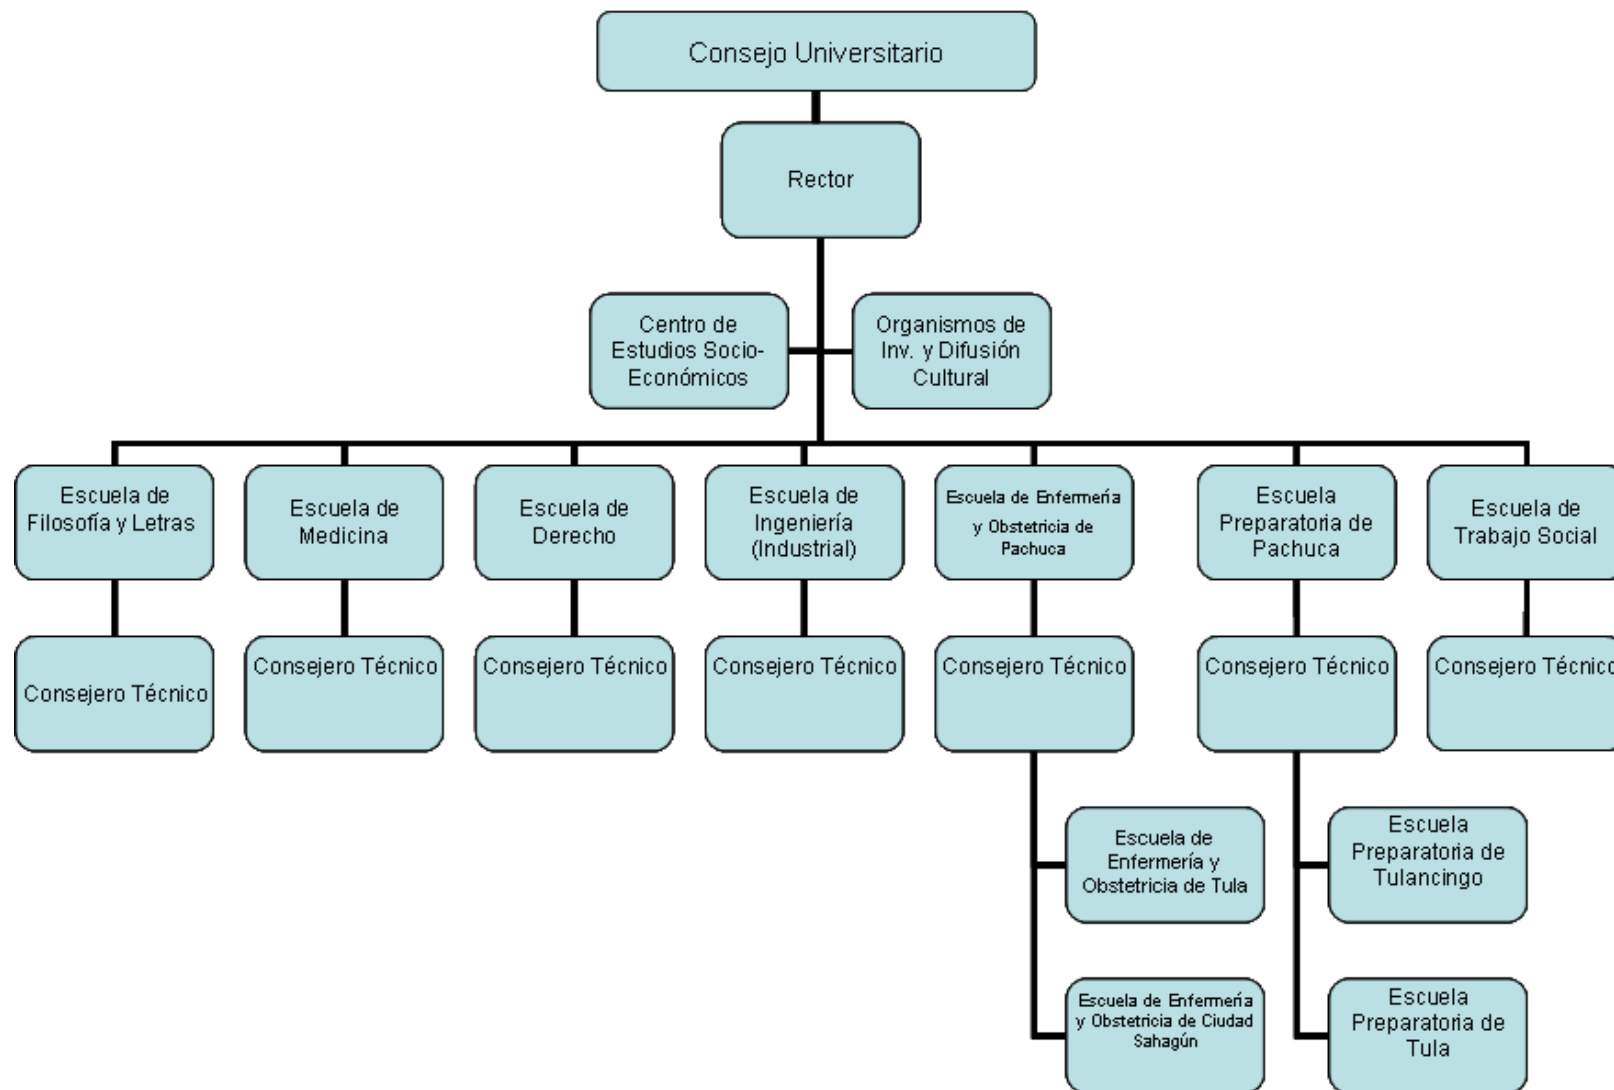 Consejo Universitario
Rector
Centro de
Estudios Socio-
Económicos
Organismos de
Inv. y Difusión
Cultural
Escuela de
Filosofía y Letras
Escuela de
Medicina
Escuela de
Derecho
Escuela de
Ingeniería
(Industrial)
Escuela de Enfermería
y Obstetricia de
Pachuca
Escuela
Preparatoria de
Pachuca
Escuela de
Trabajo Social
Consejero Técnico
Consejero Técnico
Consejero Técnico
Consejero Técnico
Consejero Técnico
Consejero Técnico
Consejero Técnico
Escuela de
Enfermería y
Obstetricia de Tula
Escuela
Preparatoria de
Tulancingo
Escuela de Enfermería
y Obstetricia de Ciudad
Sahagún
Escuela
Preparatoria de
Tula